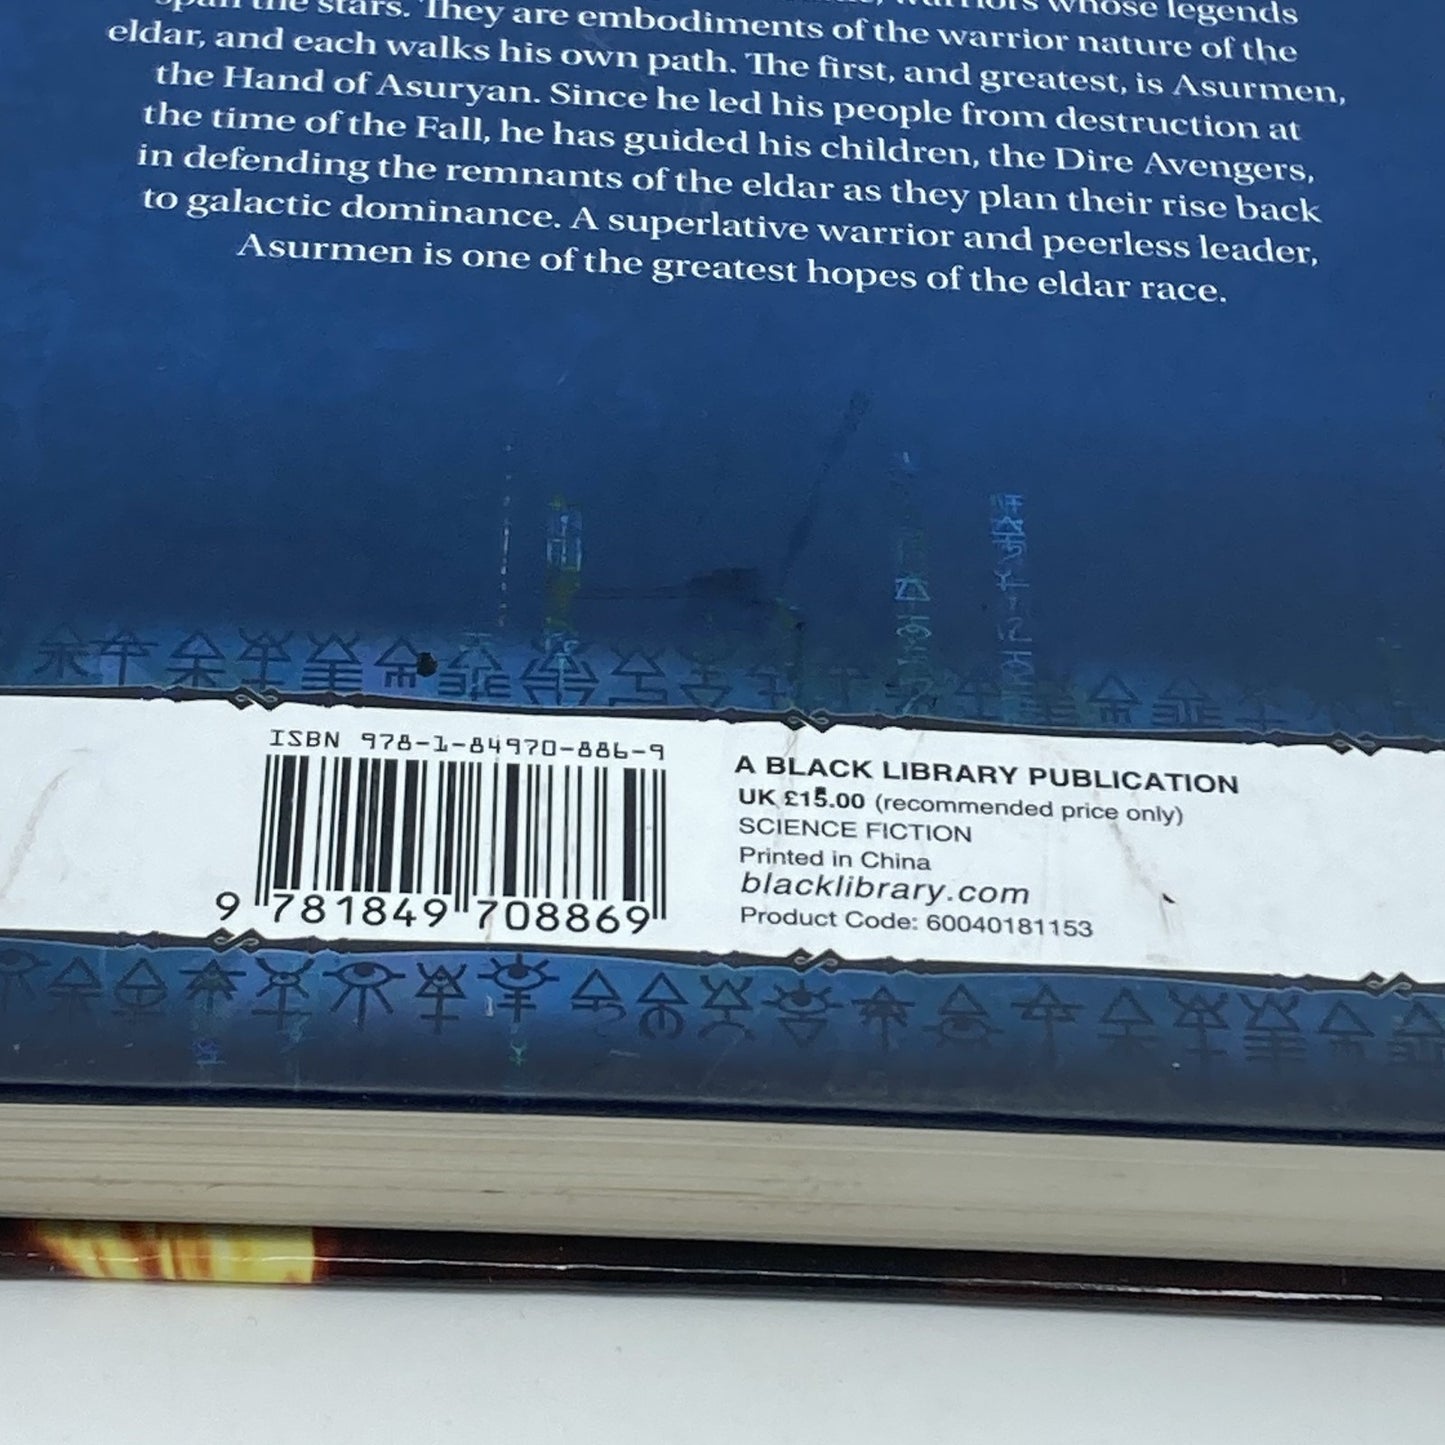 span the stars. They are embodiments of the warrior nature of the
eldar, and each walks his own path. The first, and greatest, is Asurmen,
the Hand of Asuryan. Since he led his people from destruction at
the time of the Fall, he has guided his children, the Dire Avengers,
in defending the remnants of the eldar as they plan their rise back
to galactic dominance. A superlative warrior and peerless leader,
Asurmen is one of the greatest hopes of the eldar race.
ISBN 978-1-84970-886-9
9 781849 708869
A BLACK LIBRARY PUBLICATION
UK £15.00 (recommended price only)
SCIENCE FICTION
Printed in China
blacklibrary.com
Product Code: 60040181153